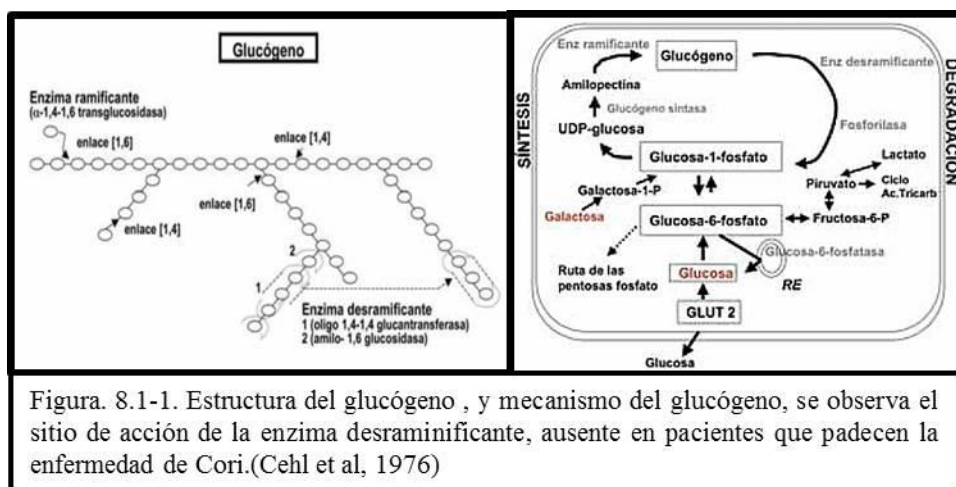 Glucógeno
Enzima ramificante
(α-1,4-1,6 transglucosidasa)
enlace [1,6]
enlace [1,4]
enlace [1,6]
enlace [1,4]
2
1
Enzima desramificante
1 (oligo 1,4-1,4 glucantransferasa)
2 (amilo- 1,6 glucosidasa)
SÍNTESIS
DEGRADACIÓN
Enz ramificante
Glucógeno
Enz desramificante
Amilopectina
Glucógeno sintasa
Fosforilasa
UDP-glucosa
Glucosa-1-fosfato
Lactato
Galactosa-1-P
Piruvato
Ciclo
Ac.Tricarb
Galactosa
Glucosa-6-fosfato
Fructosa-6-P
Glucosa-6-fosfatasa
Ruta de las
pentosas fosfato
Glucosa
RE
GLUT 2
Glucosa
Figura. 8.1-1. Estructura del glucógeno , y mecanismo del glucógeno, se observa el
sitio de acción de la enzima desraminificante, ausente en pacientes que padecen la
enfermedad de Cori.(Cehl et al, 1976)